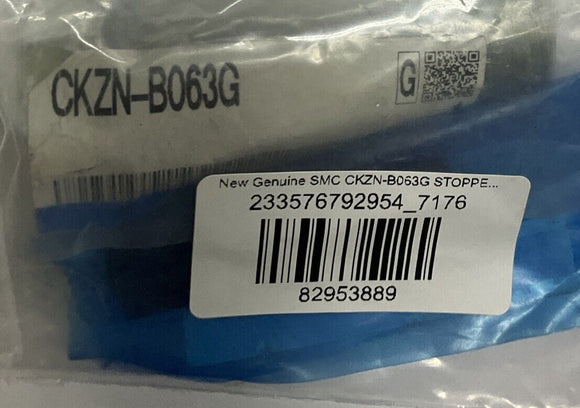 CKZN-B063G
G
New Genuine SMC CKZN-B063G STOPPE...
233576792954_7176
82953889